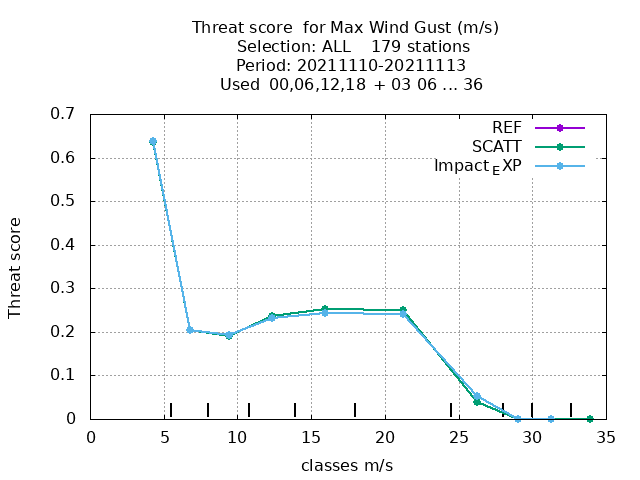 Threat score  for Max Wind Gust (m/s)
Selection: ALL    179 stations
Period: 20211110-20211113
Used  00,06,12,18  + 03 06 ... 36
REF
SCATT
Impact_EXP
Threat score
0.7
0.6
0.5
0.4
0.3
0.2
0.1
0
0 5 10 15 20 25 30 35
classes m/s